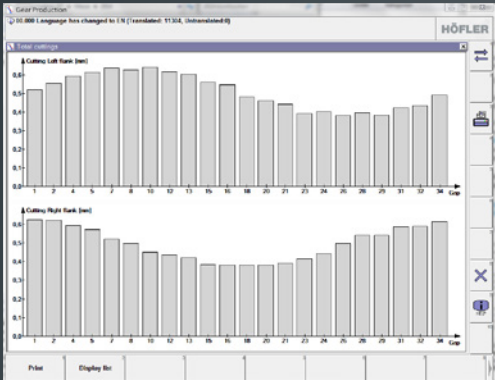 Gear Production
00.000 Language has changed to EN (Translated: 11304, Untranslated:0)
HÖFLER
Total cuttings
Cutting Left flank [mm]
0,6
0,5
0,4
0,3
0,2
0,1
0,0
1 2 4 5 7 8 10 12 13 15 16 18 20 21 23 24 26 28 29 31 32 34
Gap
Cutting Right flank [mm]
0,6
0,5
0,4
0,3
0,2
0,1
0,0
1 2 4 5 7 8 10 12 13 15 16 18 20 21 23 24 26 28 29 31 32 34
Gap
Print
Display list